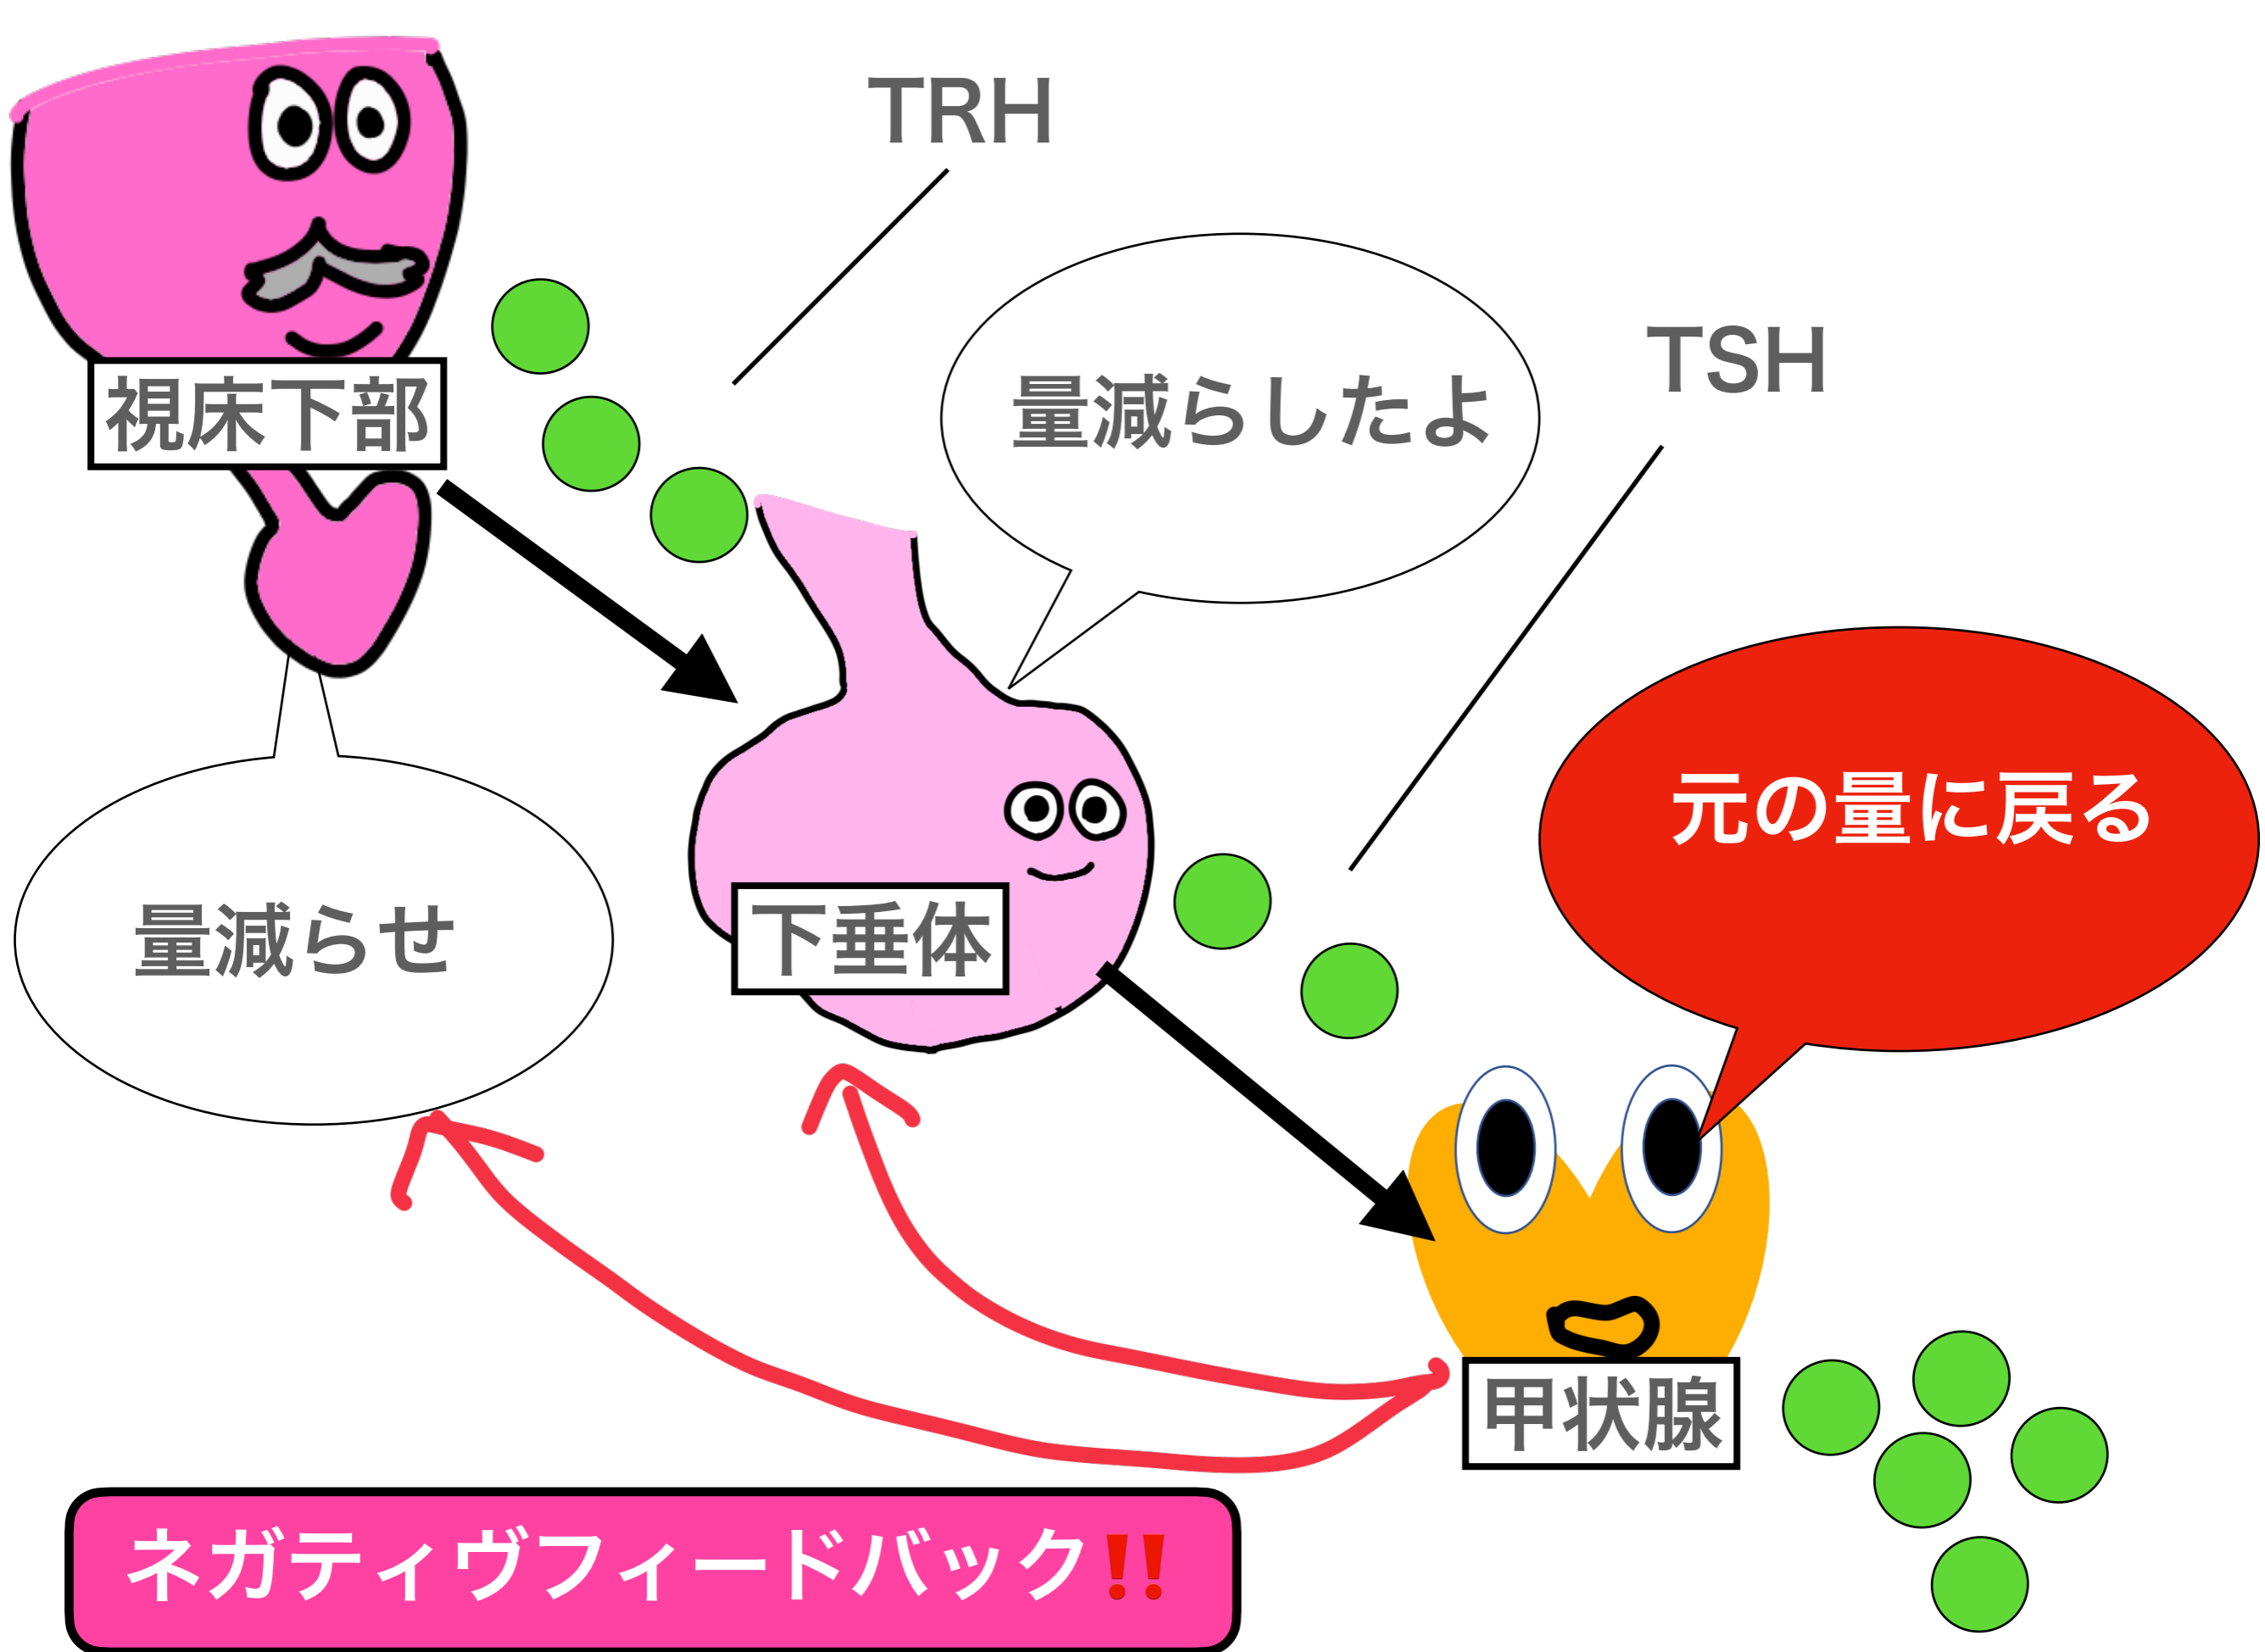 TRH
視床下部
量減らしたよ
TSH
元の量に戻る
量減らせ
下垂体
甲状腺
ネガティヴフィードバック‼